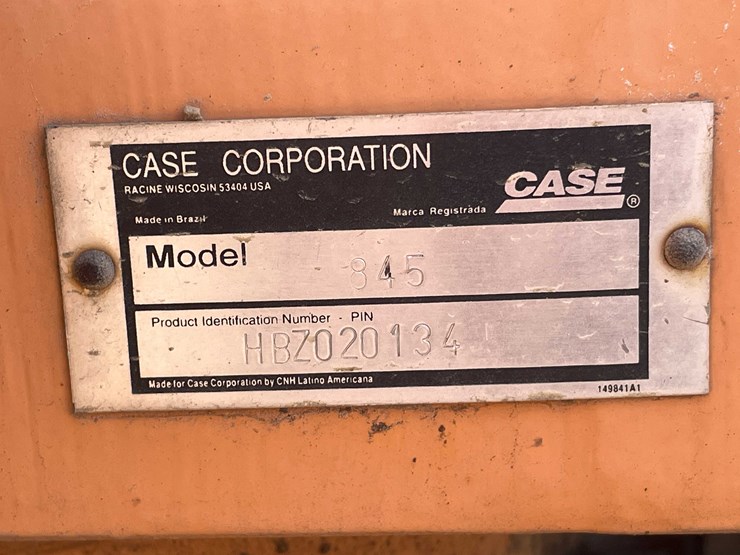 CASE CORPORATION
RACINE WISCOSIN 53404 USA
CASE ®
Made in Brazil
Marca Registráda
Model 845
Product Identification Number - PIN
HBZ020134
Made for Case Corporation by CNH Latino Americana
149841A1